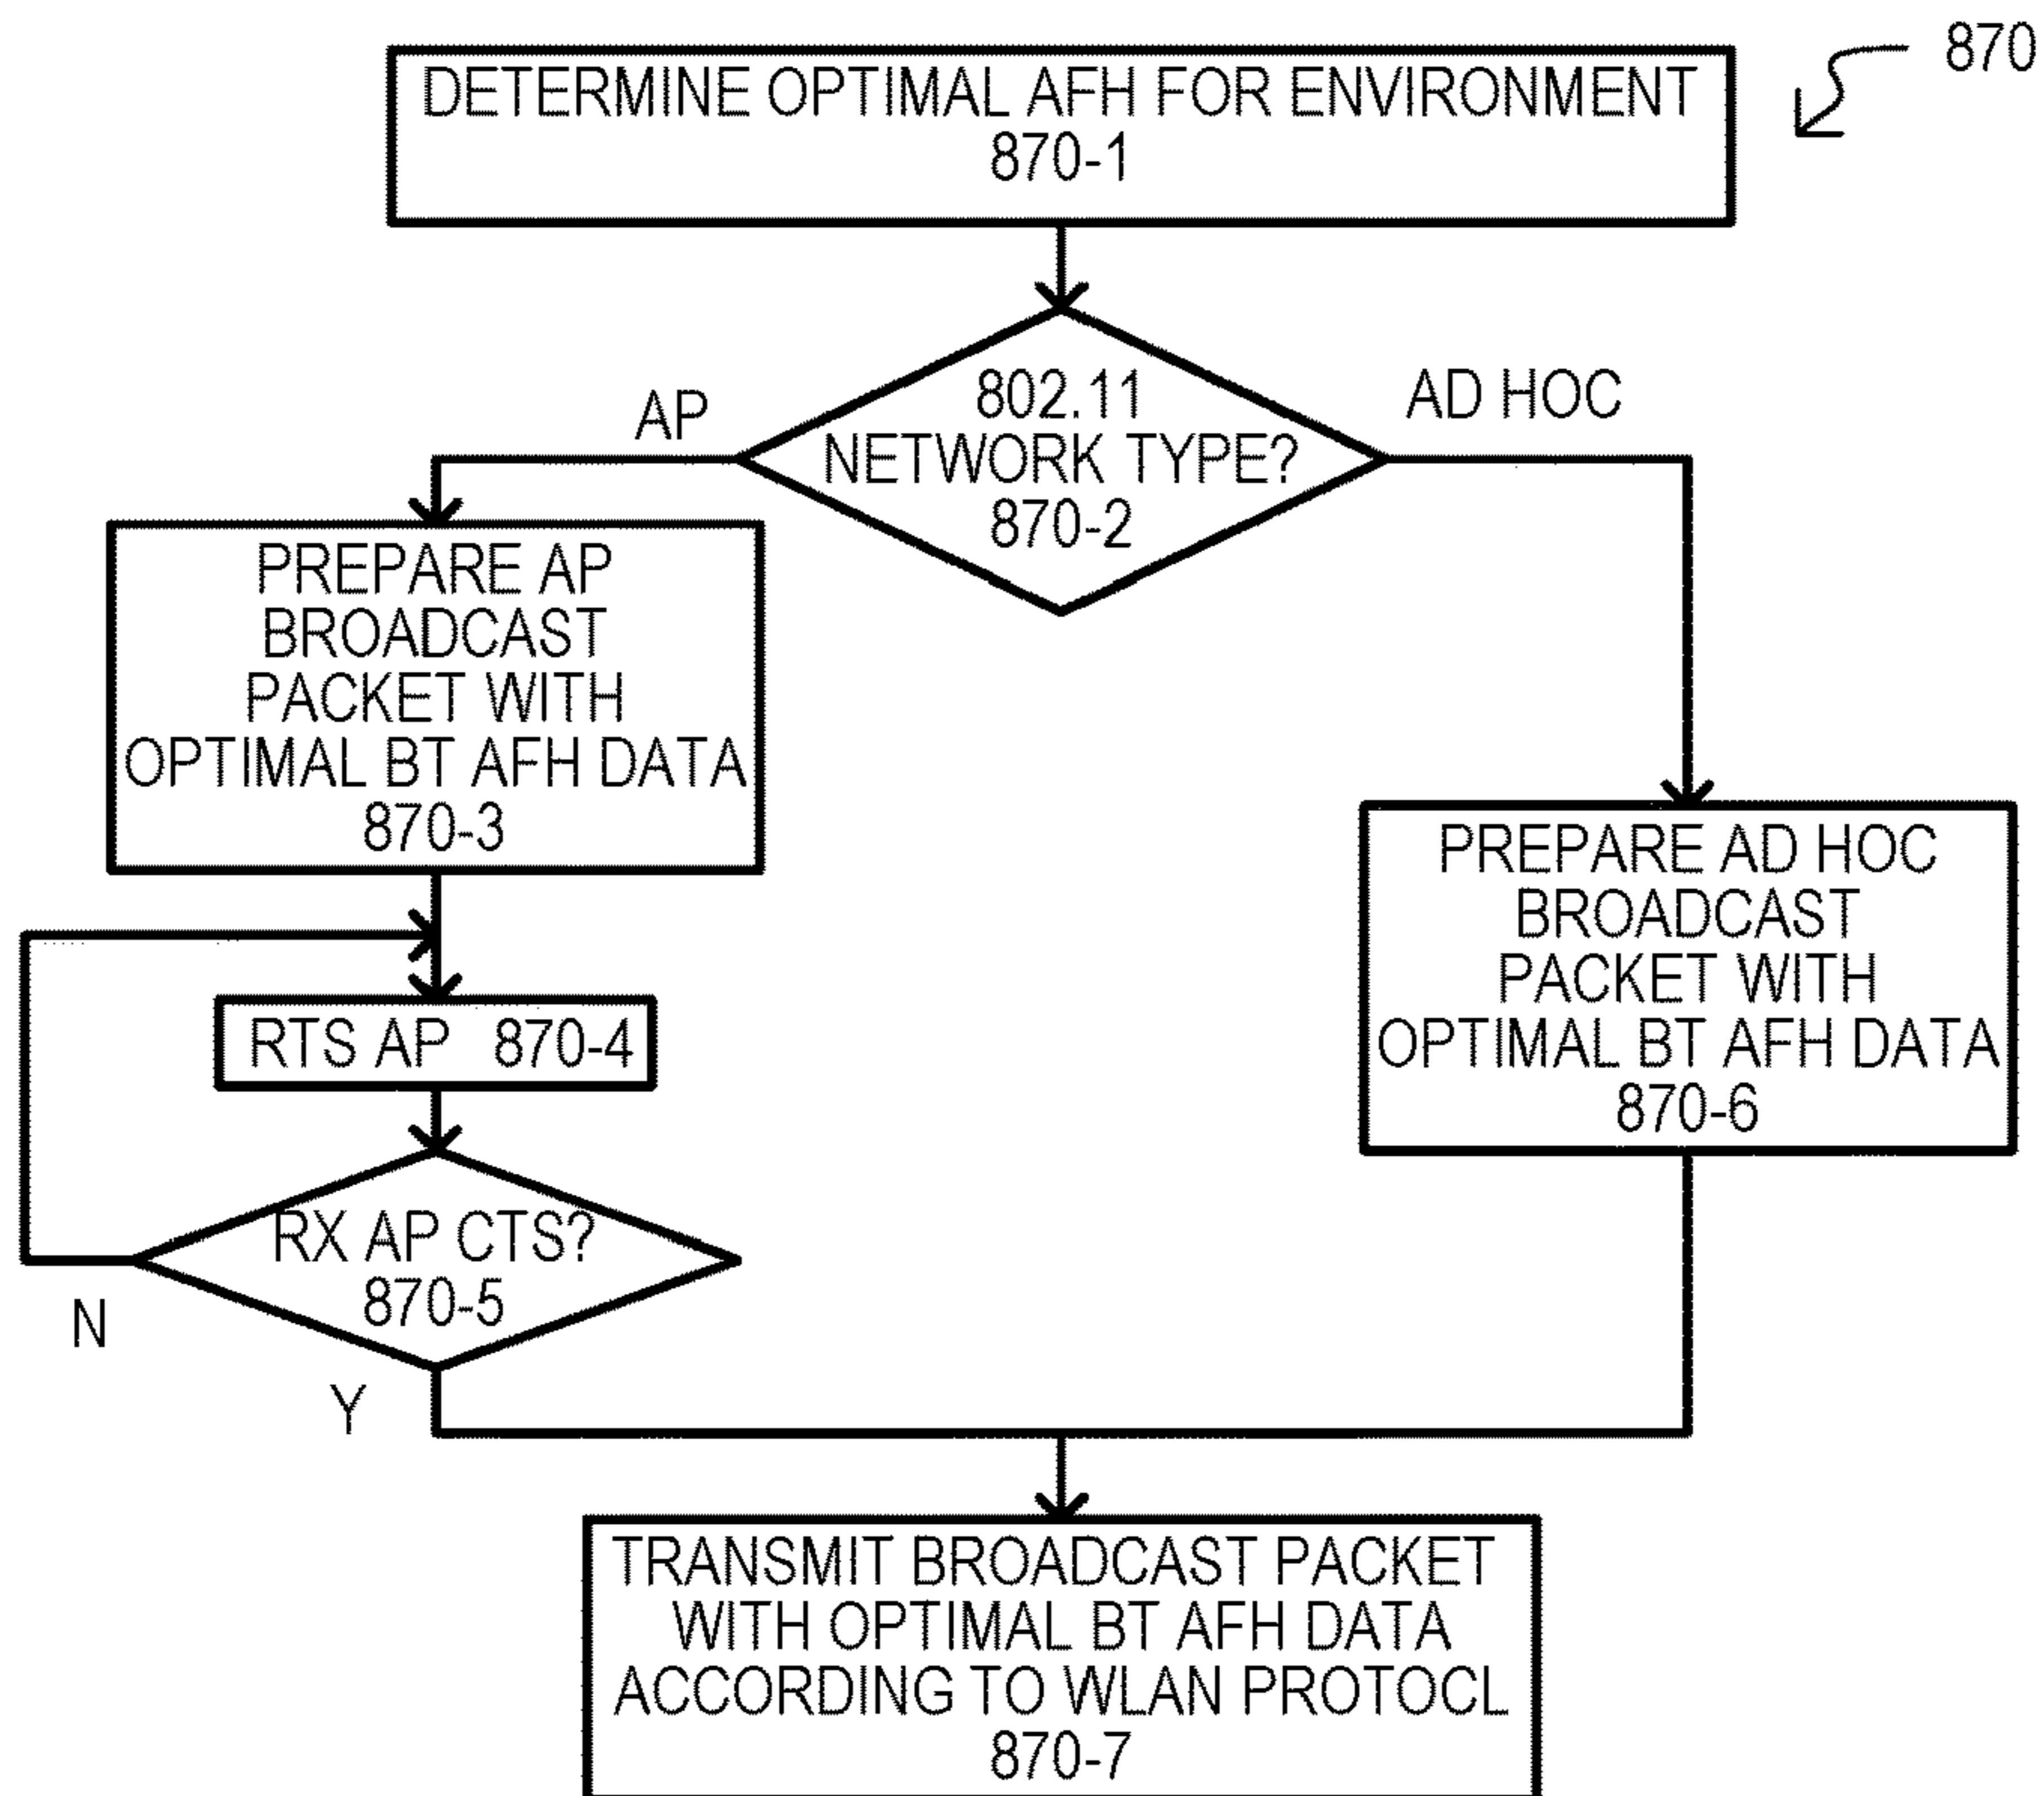 870
DETERMINE OPTIMAL AFH FOR ENVIRONMENT
870-1
802.11
NETWORK TYPE?
870-2
AP
AD HOC
PREPARE AP
BROADCAST
PACKET WITH
OPTIMAL BT AFH DATA
870-3
RTS AP 870-4
RX AP CTS?
870-5
N
Y
PREPARE AD HOC
BROADCAST
PACKET WITH
OPTIMAL BT AFH DATA
870-6
TRANSMIT BROADCAST PACKET
WITH OPTIMAL BT AFH DATA
ACCORDING TO WLAN PROTOCL
870-7